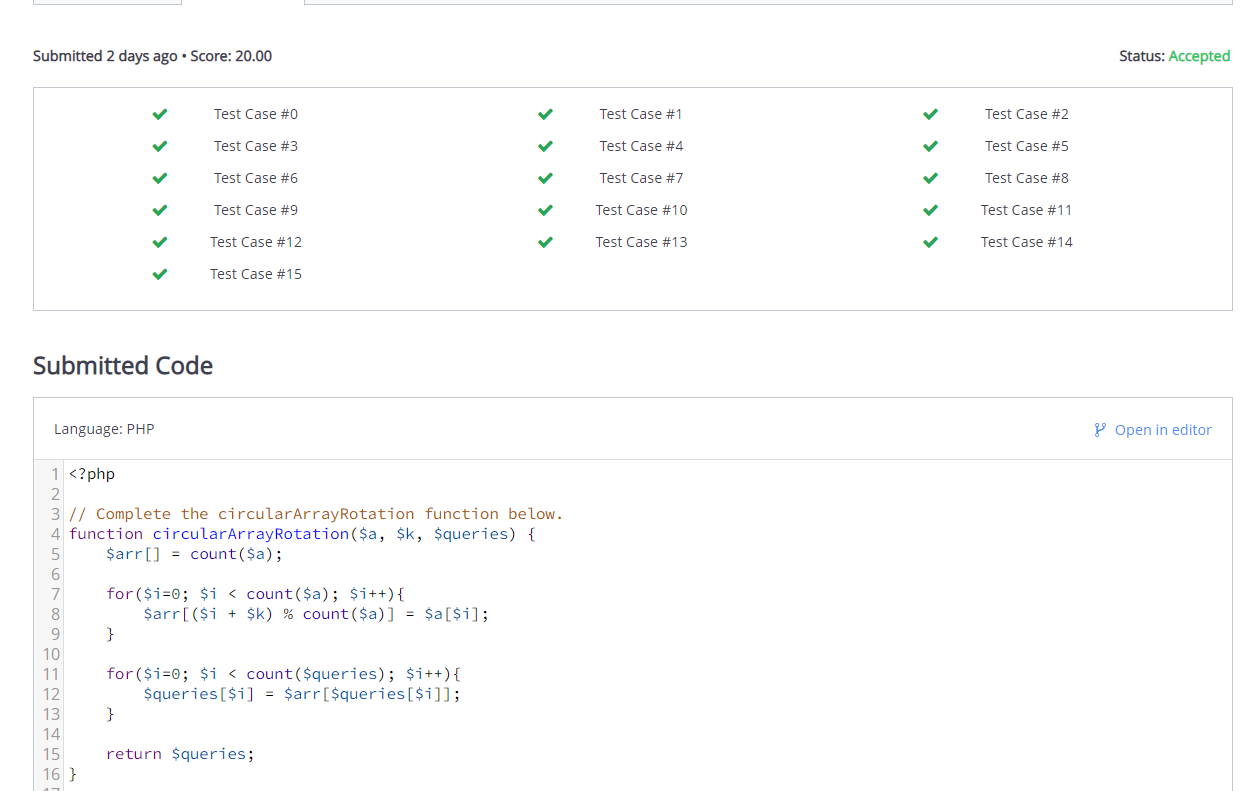 Submitted 2 days ago • Score: 20.00 Status: Accepted
Test Case #0 Test Case #1 Test Case #2
Test Case #3 Test Case #4 Test Case #5
Test Case #6 Test Case #7 Test Case #8
Test Case #9 Test Case #10 Test Case #11
Test Case #12 Test Case #13 Test Case #14
Test Case #15
Submitted Code
Language: PHP Open in editor
1 <?php
2
3 // Complete the circularArrayRotation function below.
4 function circularArrayRotation($a, $k, $queries) {
5     $arr[] = count($a);
6
7     for($i=0; $i < count($a); $i++){
8         $arr[($i + $k) % count($a)] = $a[$i];
9     }
10
11     for($i=0; $i < count($queries); $i++){
12         $queries[$i] = $arr[$queries[$i]];
13     }
14
15     return $queries;
16 }